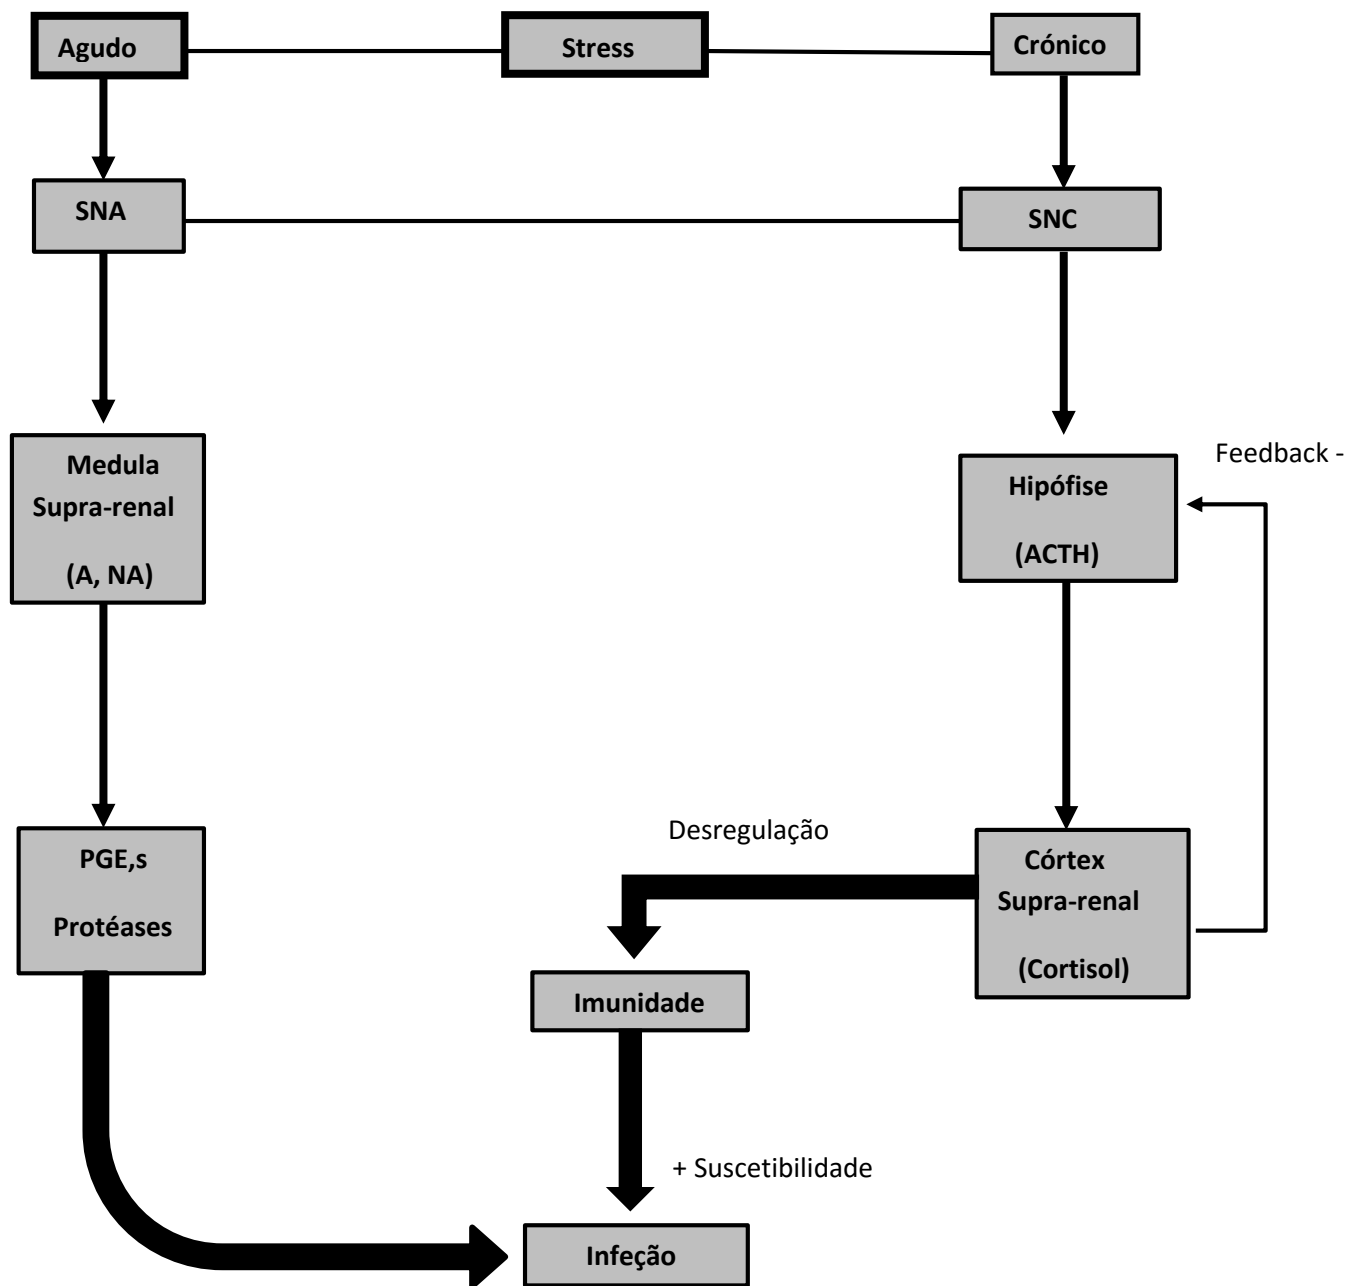 Agudo
Stress
Crónico
SNA
SNC
Medula
Supra-renal
(A, NA)
Feedback -
Hipófise
(ACTH)
Desregulação
PGE,s
Protéases
Córtex
Supra-renal
(Cortisol)
Imunidade
+ Suscetibilidade
Infeção